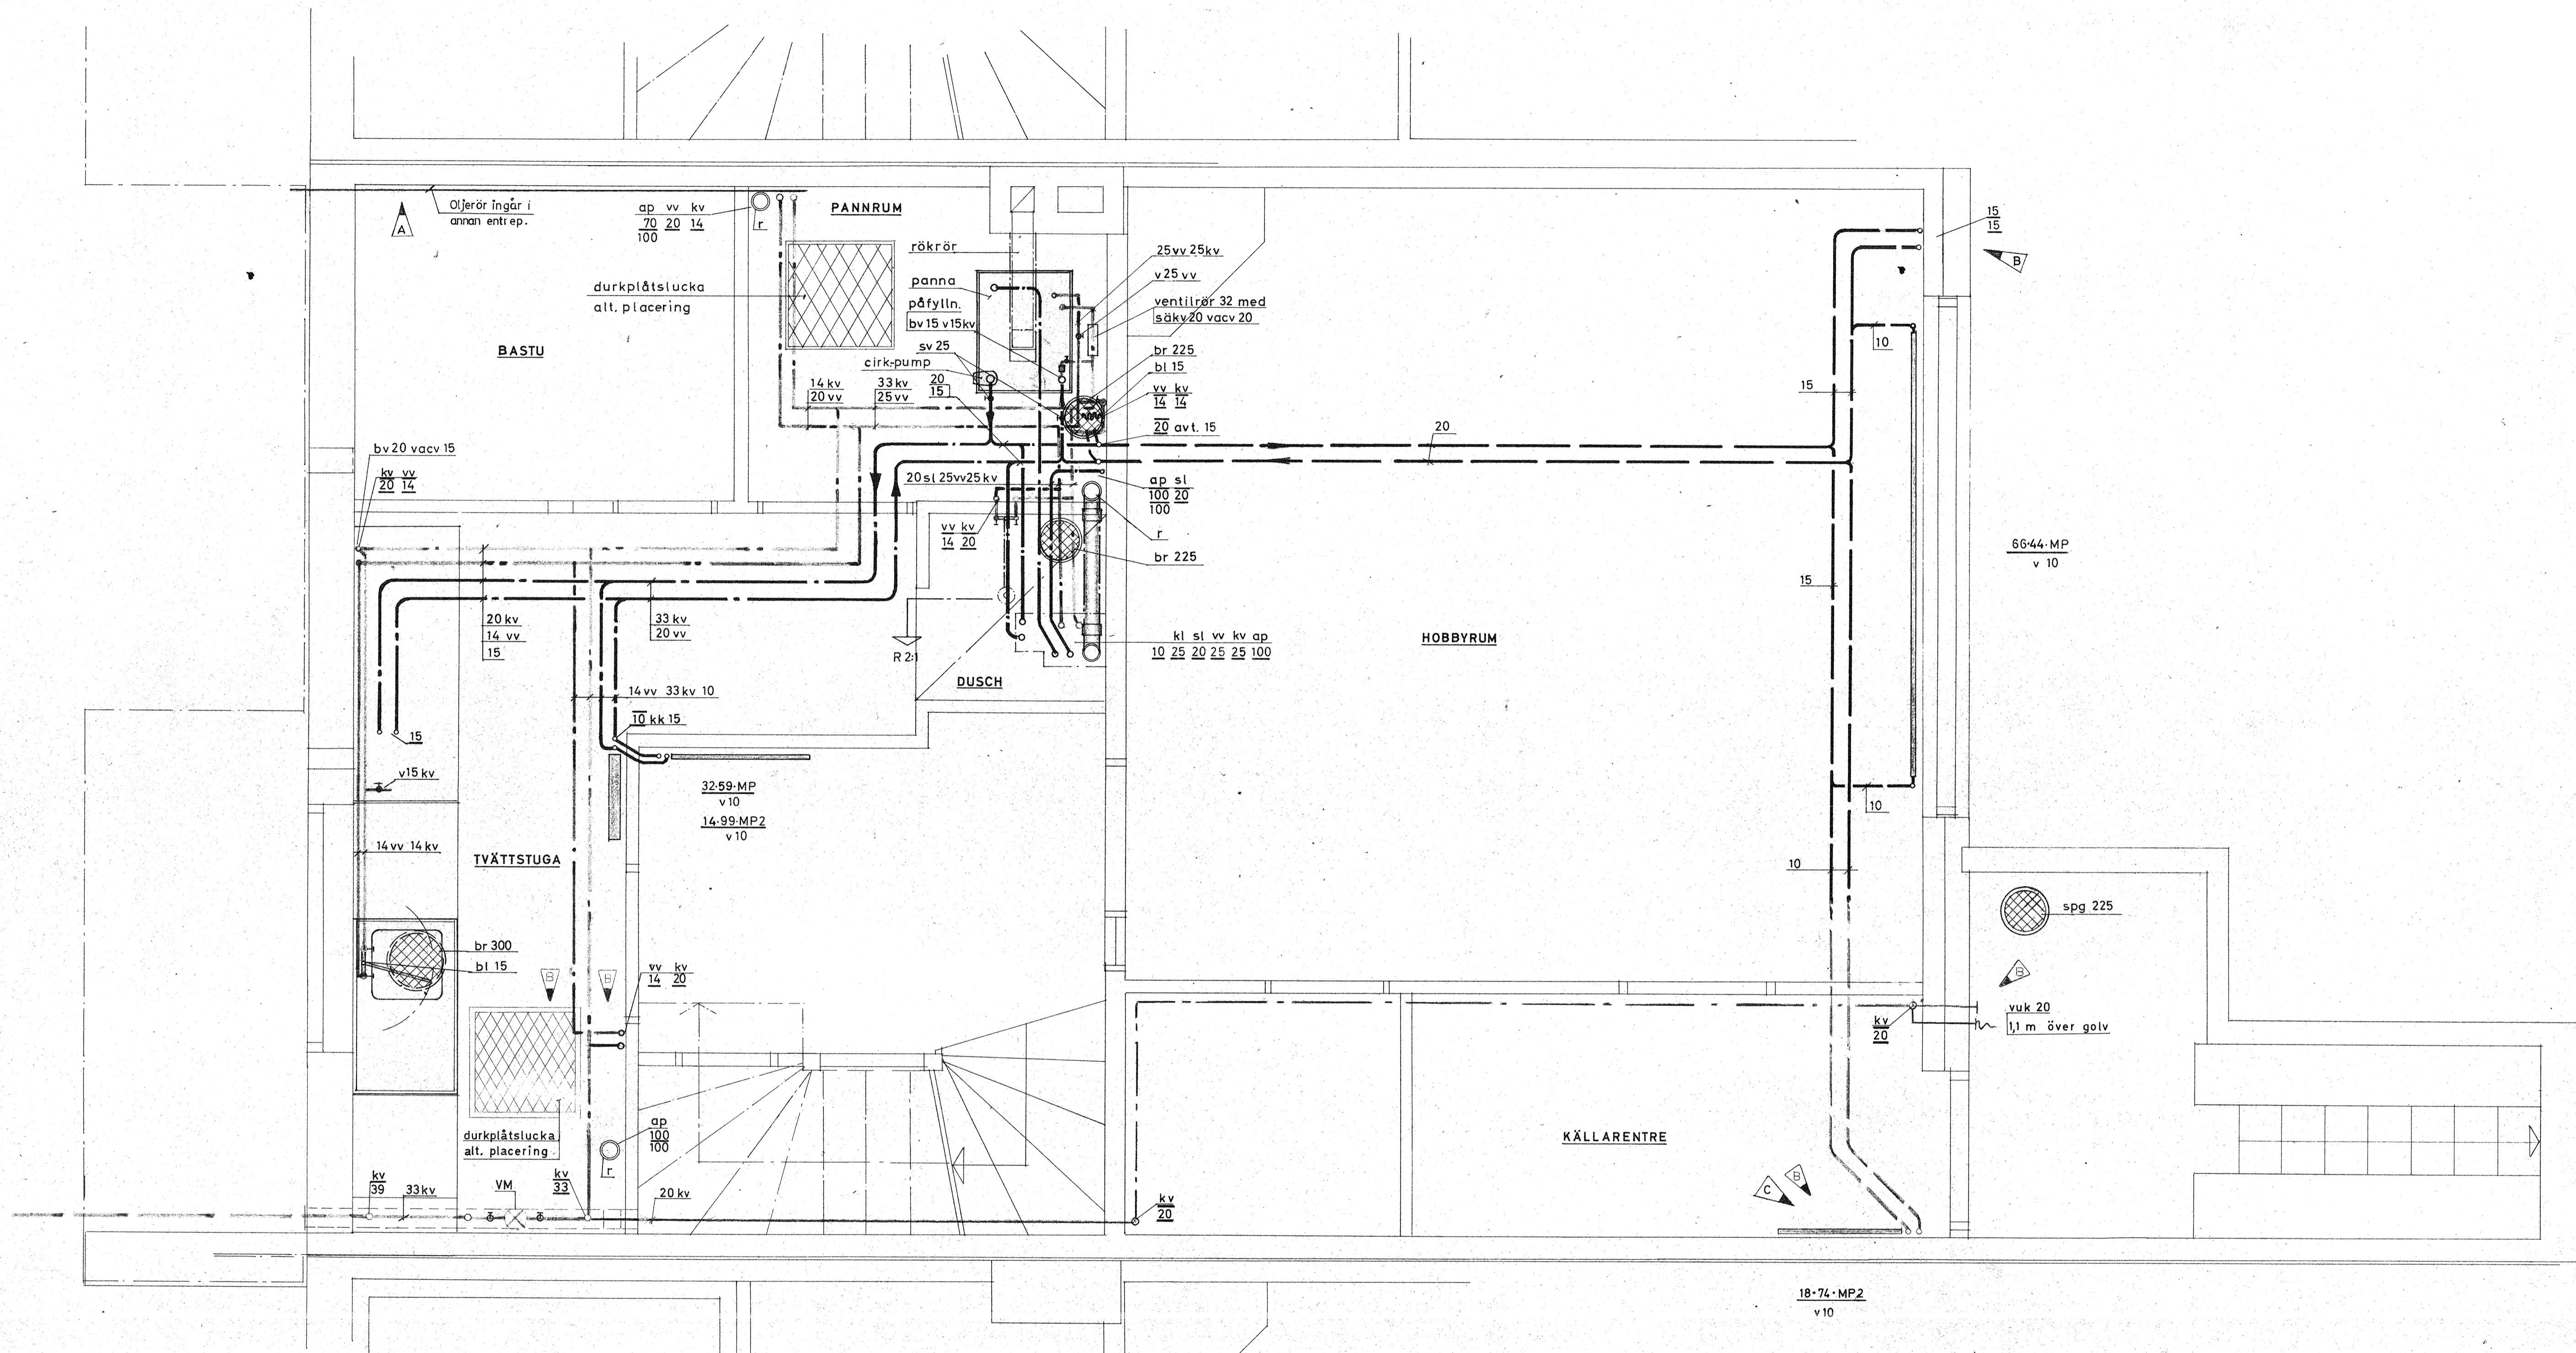 Oljerör ingår i
annan entrep.
A
ap vv kv
70 20 14
100
r
PANNRUM
rökrör
25vv 25kv
v 25 vv
15
15
B
durkplåtslucka
alt. placering
panna
påfylln.
bv 15 v15kv
ventilrör 32 med
säkv 20 vacv 20
BASTU
sv 25
cirk.-pump
br 225
bl 15
10
14 kv
20 vv
33 kv
25 vv
20
15
vv kv
14 14
15
20 avt. 15
20
bv 20 vacv 15
kv vv
20 14
20 sl 25vv 25 kv
ap sl
100 20
100
vv kv
14 20
r
br 225
66·44·MP
v 10
15
20 kv
14 vv
15
33 kv
20 vv
R 2:1
kl sl vv kv ap
10 25 20 25 25 100
HOBBYRUM
DUSCH
14 vv 33 kv 10
10 kk 15
15
v15 kv
32·59·MP
v 10
14·99·MP2
v 10
10
14 vv 14 kv
TVÄTTSTUGA
10
spg 225
br 300
bl 15
B
B
vv kv
14 20
B
vuk 20
1,1 m över golv
kv
20
durkplåtslucka
alt. placering
ap
100
100
r
KÄLLARENTRE
kv
39
33 kv
VM
kv
33
20 kv
kv
20
C
B
18·74·MP2
v 10